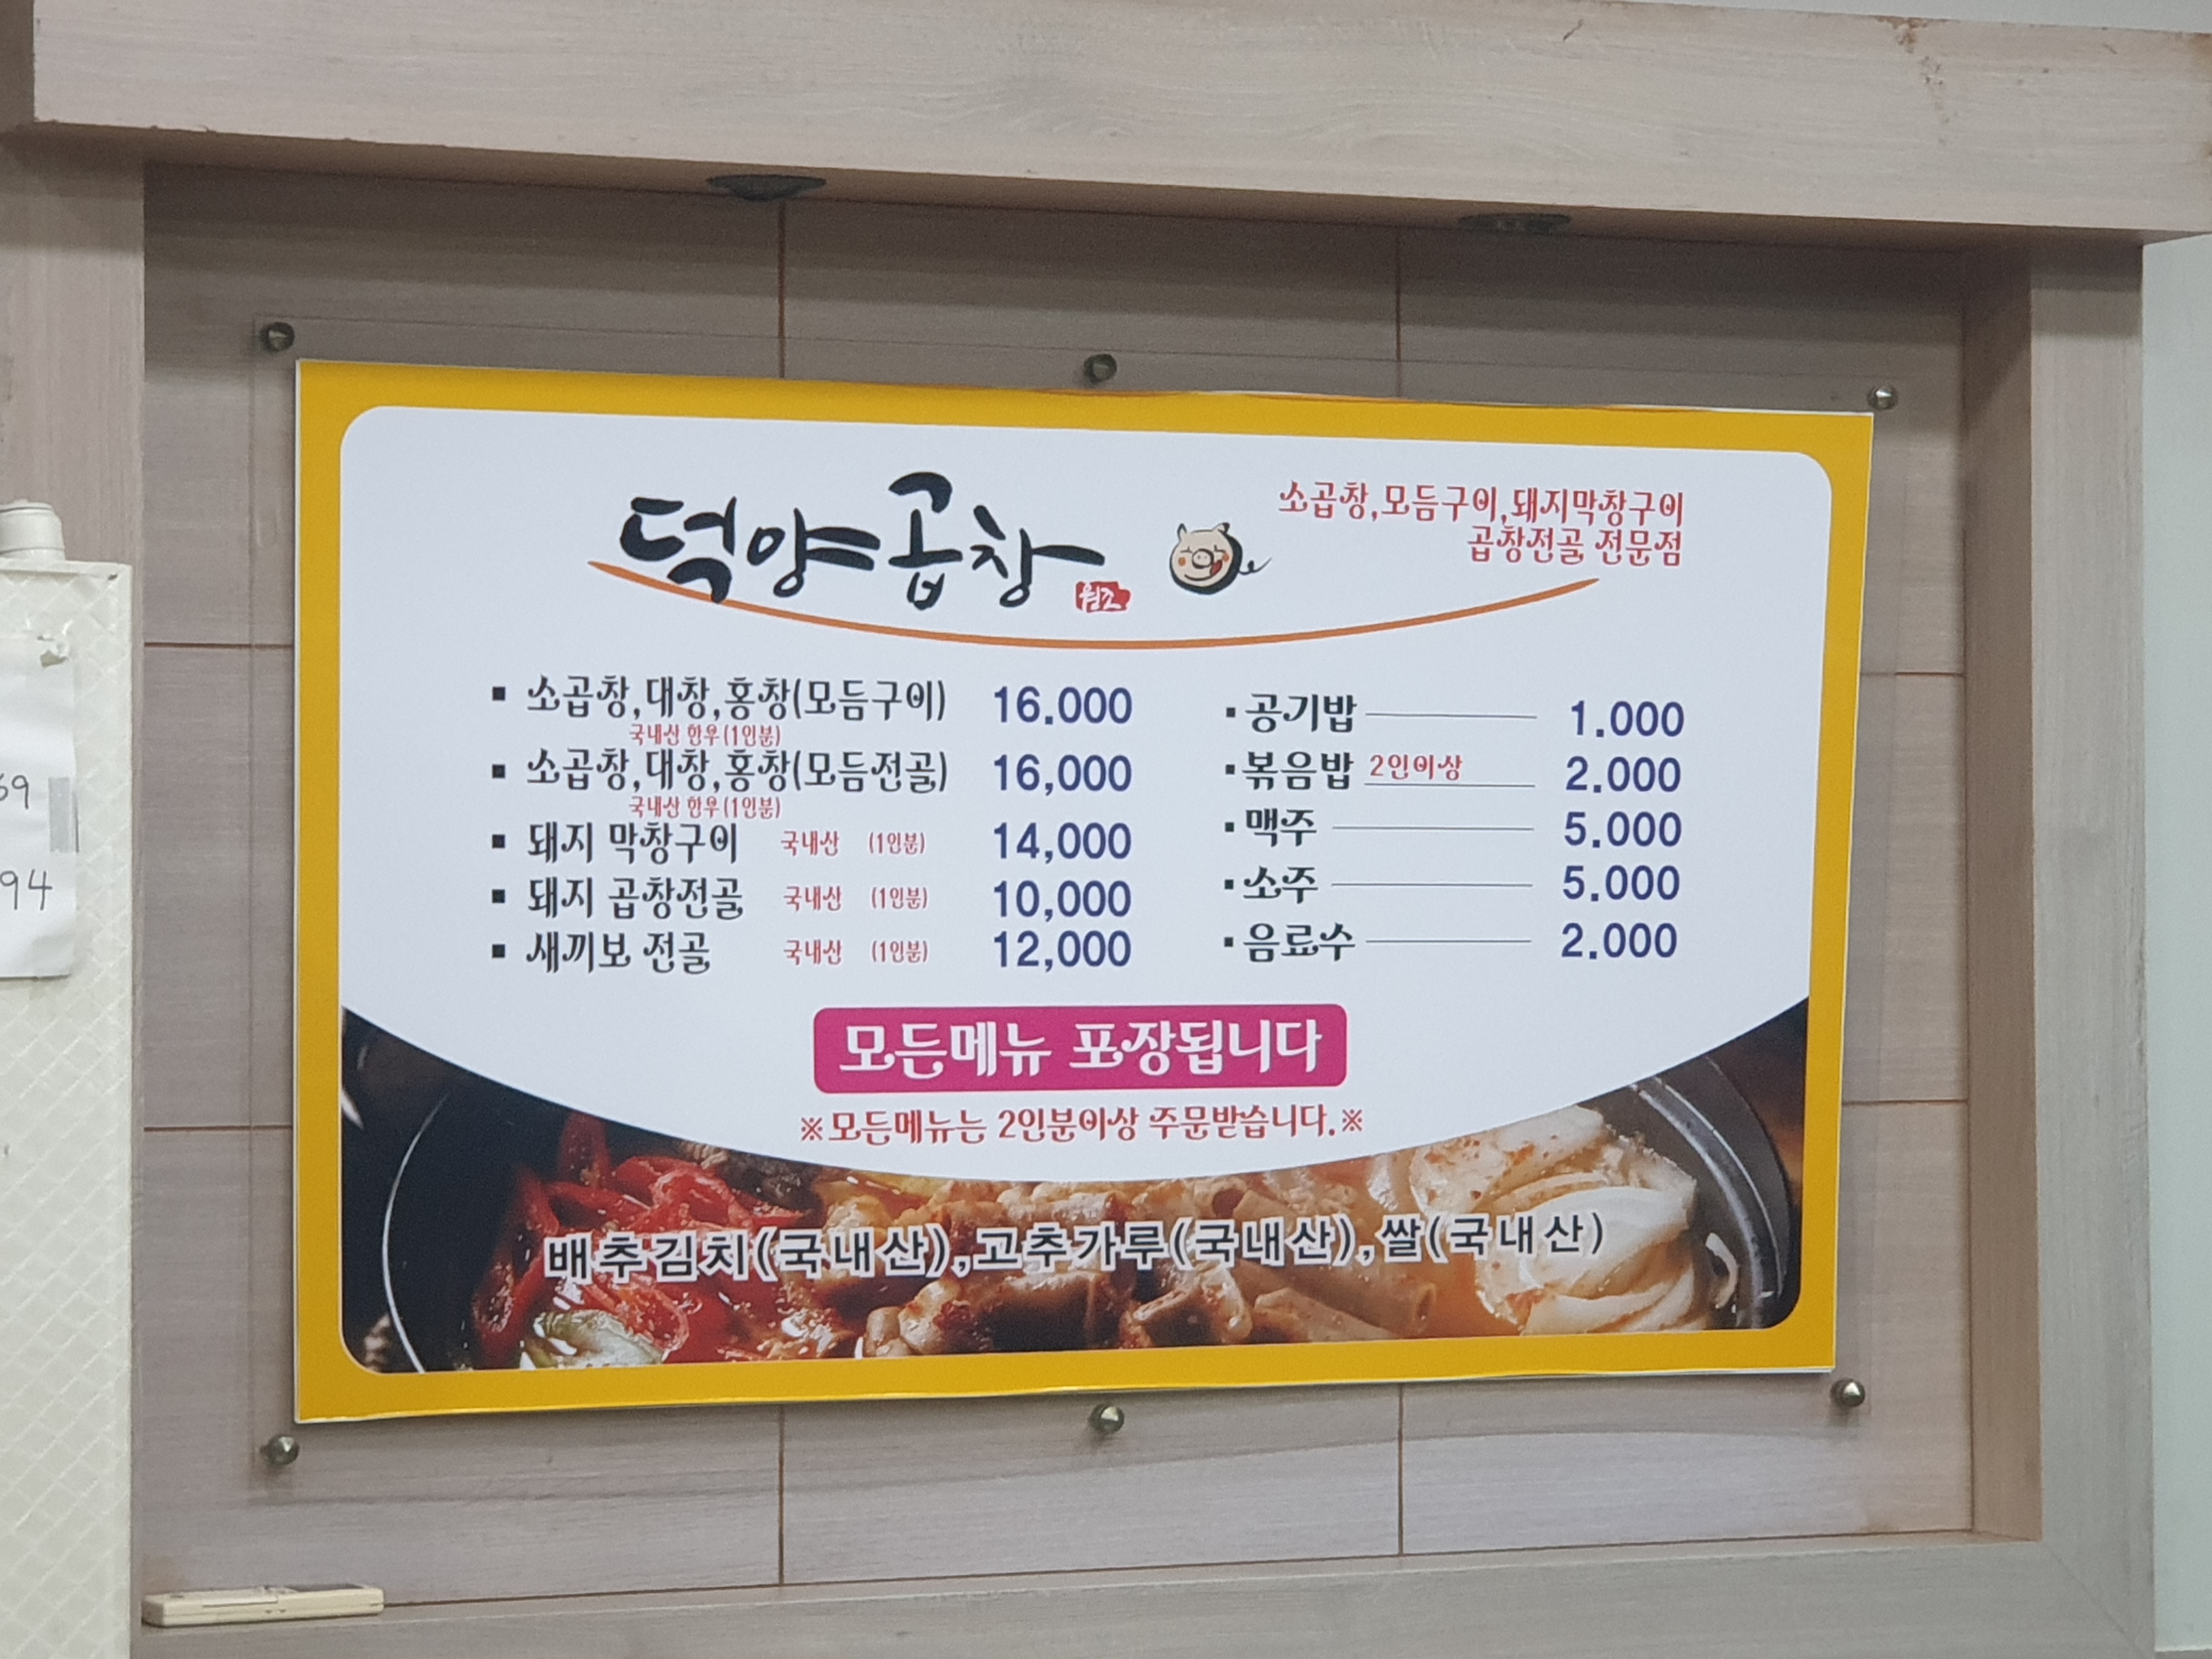 덕양곱창
원조
소곱창,모듬구이,돼지막창구이
곱창전골 전문점
▪ 소곱창,대창,홍창(모듬구이) 16.000
국내산 한우(1인분)
▪ 소곱창,대창,홍창(모듬전골) 16,000
국내산 한우(1인분)
▪ 돼지 막창구이 국내산 (1인분) 14,000
▪ 돼지 곱창전골 국내산 (1인분) 10,000
▪ 새끼보 전골 국내산 (1인분) 12,000
▪공기밥 1.000
▪볶음밥 2인이상 2.000
▪맥주 5.000
▪소주 5.000
▪음료수 2.000
모든메뉴 포장됩니다
※모든메뉴는 2인분이상 주문받습니다.※
배추김치(국내산),고추가루(국내산),쌀(국내산)
94